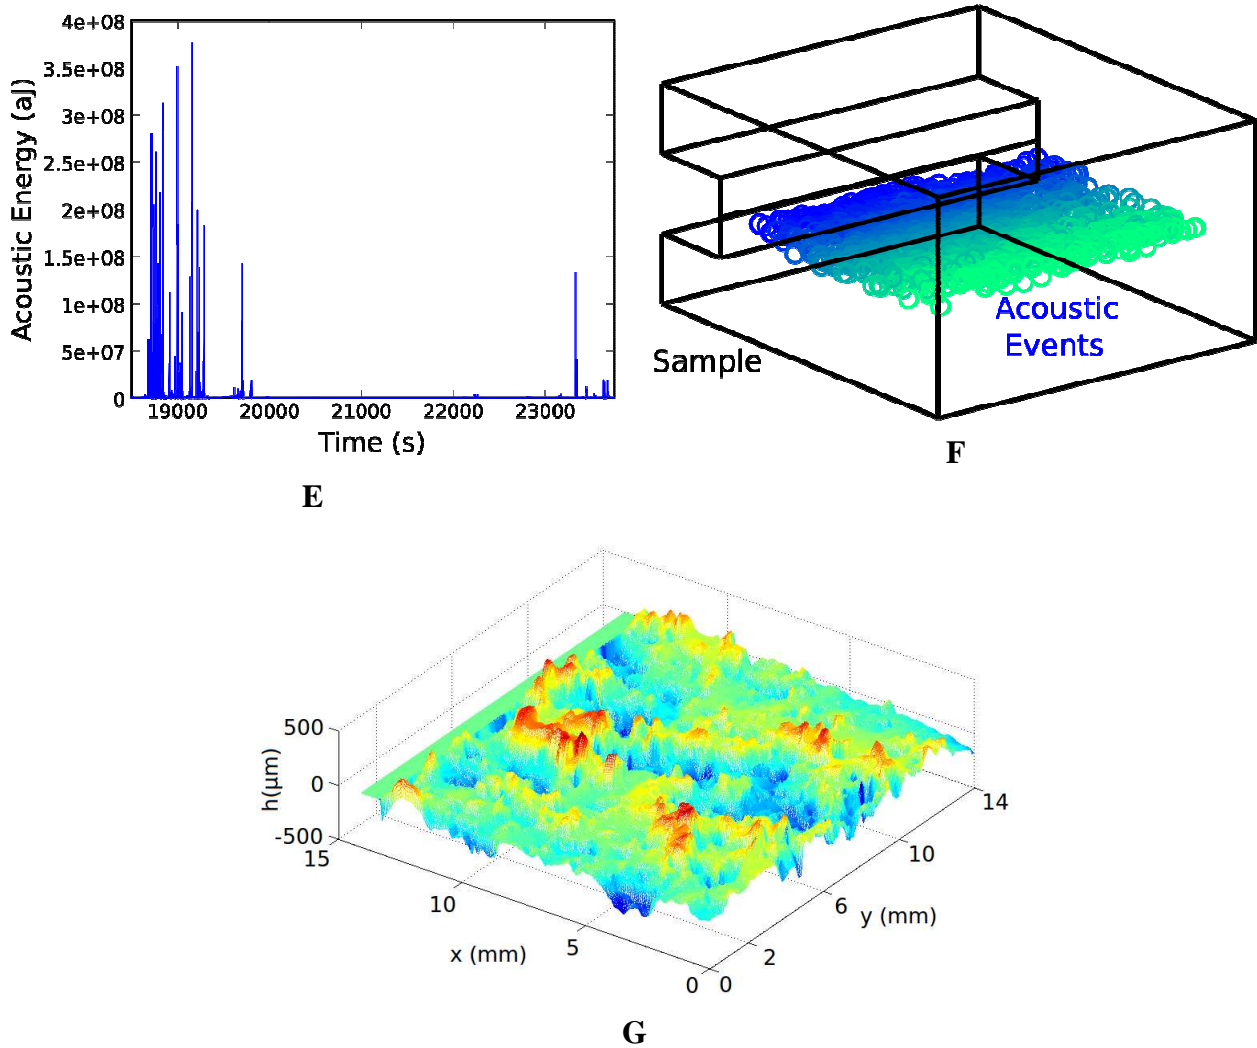 4e+08
3.5e+08
3e+08
2.5e+08
2e+08
1.5e+08
1e+08
5e+07
0
Acoustic Energy (aJ)
19000 20000 21000 22000 23000
Time (s)
E
Acoustic
Events
Sample
F
500
0
-500
h(μm)
15
10
5
0
x (mm)
0
2
6
10
14
y (mm)
G